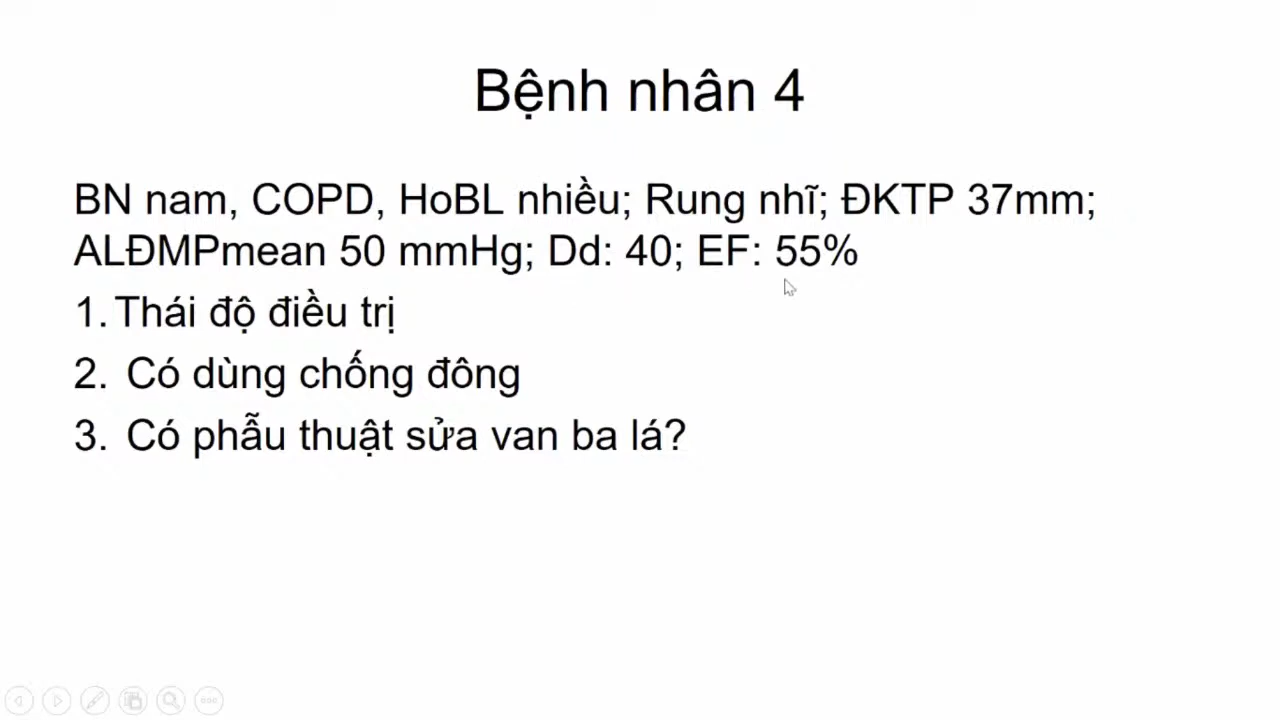 Bệnh nhân 4
BN nam, COPD, HoBL nhiều; Rung nhĩ; ĐKTP 37mm;
ALĐMPmean 50 mmHg; Dd: 40; EF: 55%
1. Thái độ điều trị
2. Có dùng chống đông
3. Có phẫu thuật sửa van ba lá?